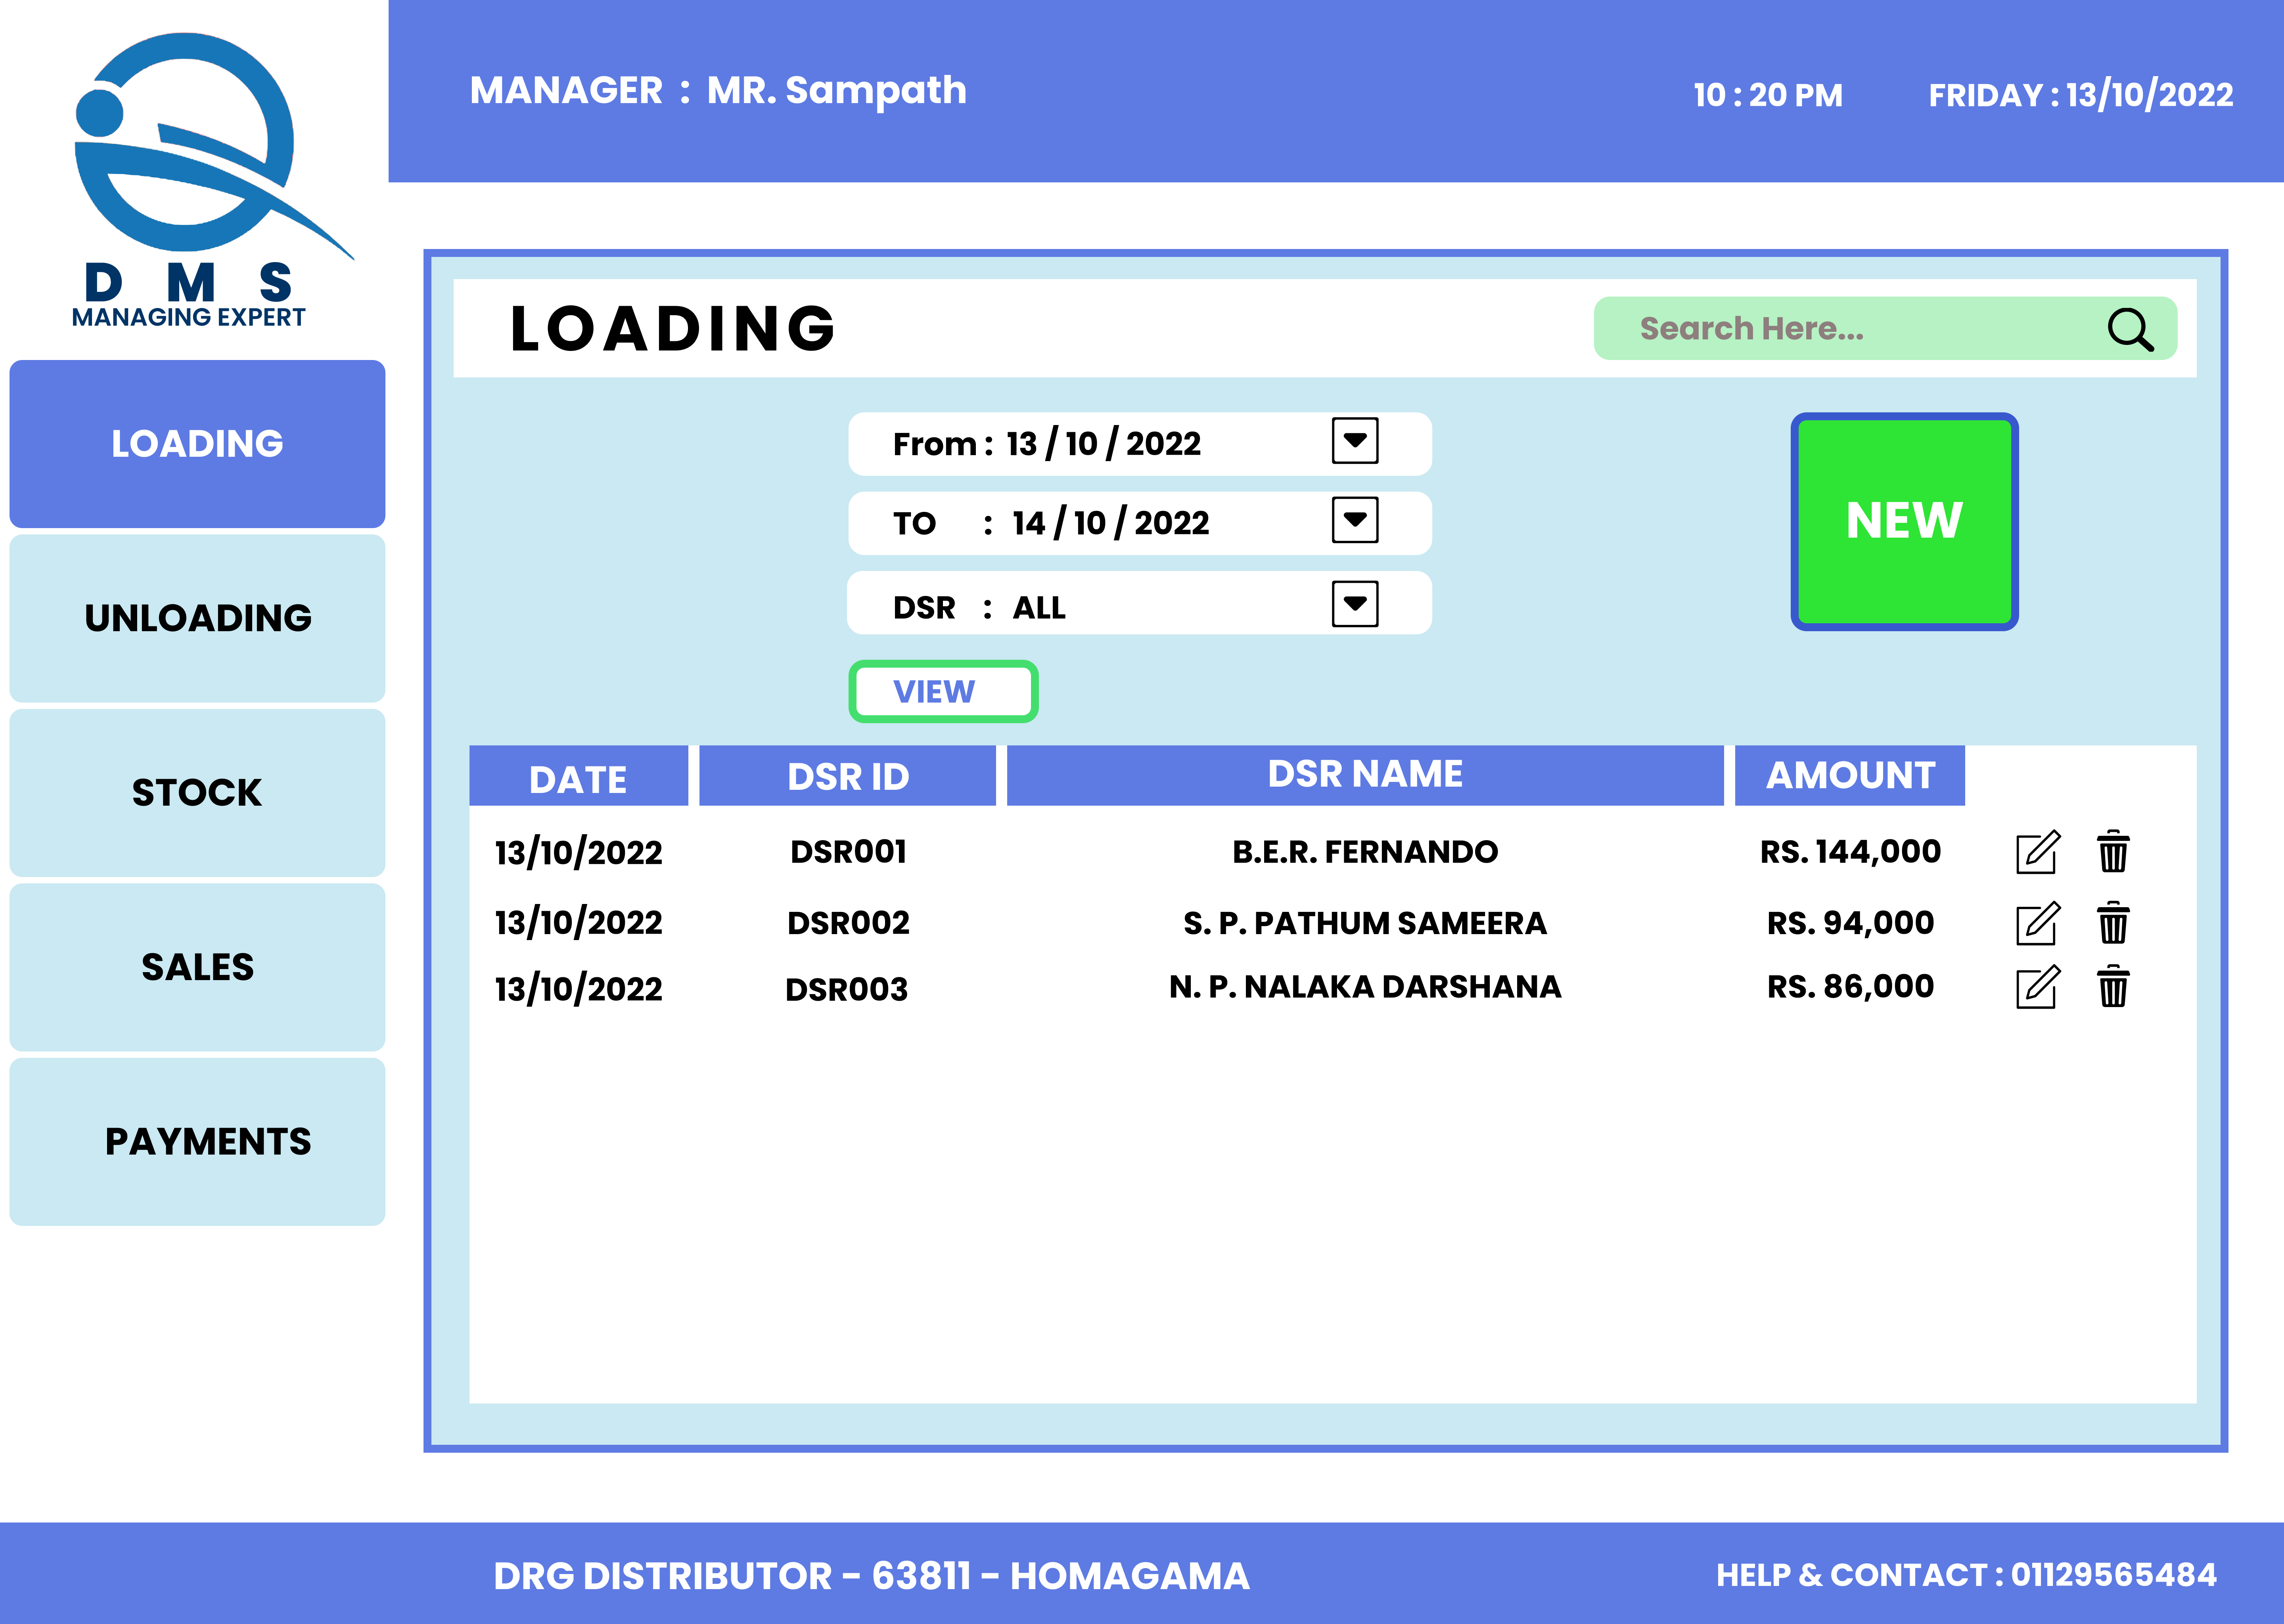 MANAGER : MR. Sampath
10 : 20 PM
FRIDAY : 13/10/2022
D M S
MANAGING EXPERT
LOADING
UNLOADING
STOCK
SALES
PAYMENTS
LOADING
Search Here...
From : 13 / 10 / 2022
TO : 14 / 10 / 2022
DSR : ALL
VIEW
NEW
DATE DSR ID DSR NAME AMOUNT
13/10/2022 DSR001 B.E.R. FERNANDO RS. 144,000
13/10/2022 DSR002 S. P. PATHUM SAMEERA RS. 94,000
13/10/2022 DSR003 N. P. NALAKA DARSHANA RS. 86,000
DRG DISTRIBUTOR - 63811 - HOMAGAMA
HELP & CONTACT : 01129565484